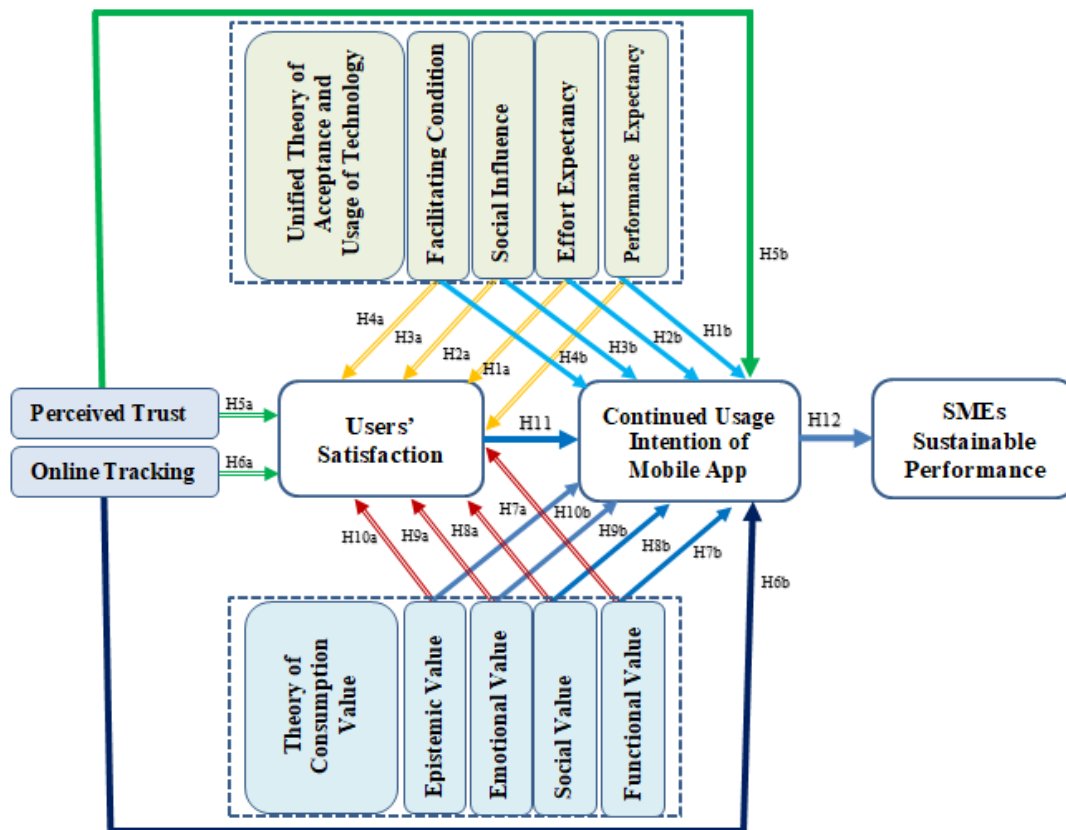 Unified Theory of
Acceptance and
Usage of Technology
Facilitating Condition
Social Influence
Effort Expectancy
Performance Expectancy
H5b
H4a
H3a
H2a
H1a
H4b
H3b
H2b
H1b
Perceived Trust
H5a
Online Tracking
H6a
Users’
Satisfaction
H11
Continued Usage
Intention of
Mobile App
H12
SMEs
Sustainable
Performance
H10a
H9a
H8a
H7a
H10b
H9b
H8b
H7b
H6b
Theory of
Consumption
Value
Epistemic Value
Emotional Value
Social Value
Functional Value